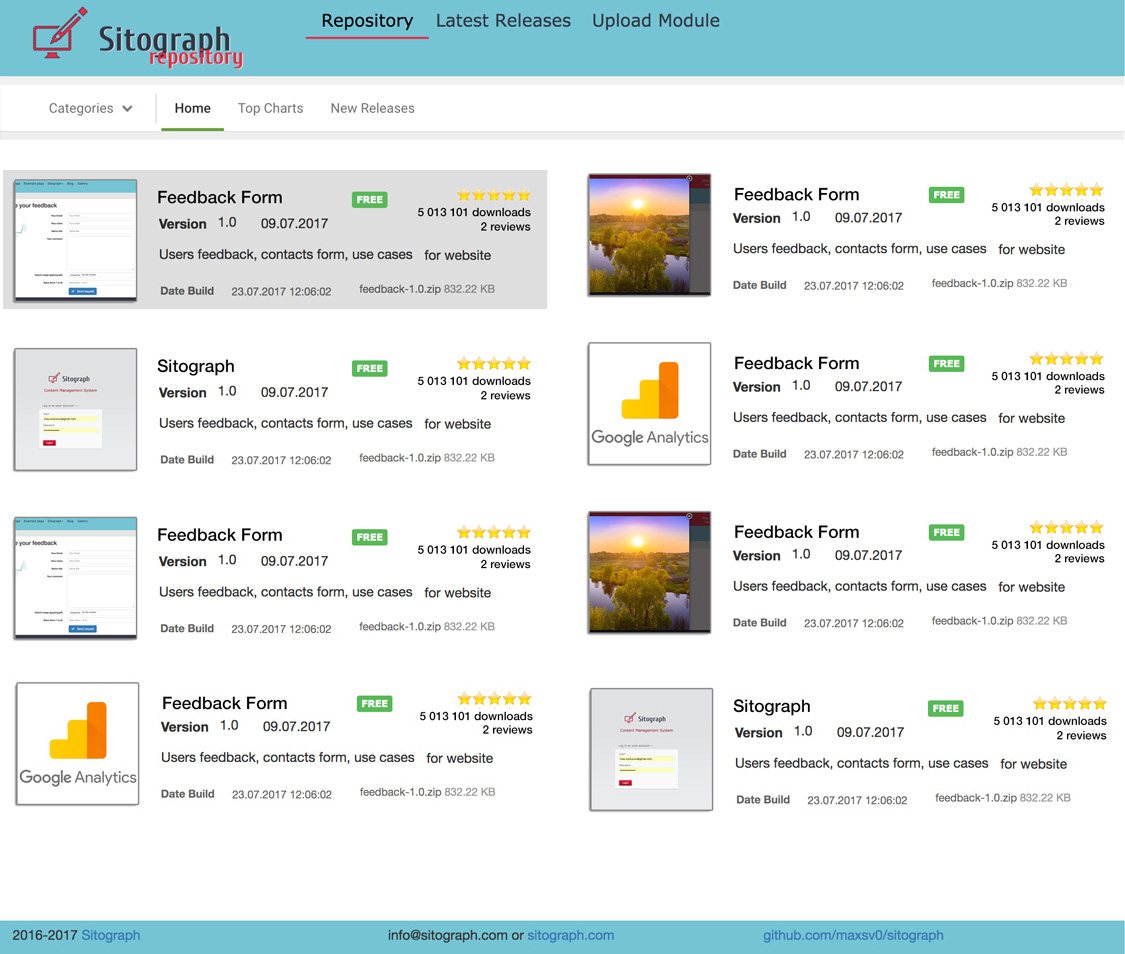 Sitograph
repository
Repository Latest Releases Upload Module
Categories Home Top Charts New Releases
e your feedback
Feedback Form FREE
5 013 101 downloads
Version 1.0 09.07.2017
2 reviews
Users feedback, contacts form, use cases for website
Date Build 23.07.2017 12:06:02 feedback-1.0.zip 832.22 KB
Feedback Form FREE
5 013 101 downloads
Version 1.0 09.07.2017
2 reviews
Users feedback, contacts form, use cases for website
Date Build 23.07.2017 12:06:02 feedback-1.0.zip 832.22 KB
Sitograph
Content Management System
Sitograph FREE
5 013 101 downloads
Version 1.0 09.07.2017
2 reviews
Users feedback, contacts form, use cases for website
Date Build 23.07.2017 12:06:02 feedback-1.0.zip 832.22 KB
Google Analytics
Feedback Form FREE
5 013 101 downloads
Version 1.0 09.07.2017
2 reviews
Users feedback, contacts form, use cases for website
Date Build 23.07.2017 12:06:02 feedback-1.0.zip 832.22 KB
e your feedback
Feedback Form FREE
5 013 101 downloads
Version 1.0 09.07.2017
2 reviews
Users feedback, contacts form, use cases for website
Date Build 23.07.2017 12:06:02 feedback-1.0.zip 832.22 KB
Feedback Form FREE
5 013 101 downloads
Version 1.0 09.07.2017
2 reviews
Users feedback, contacts form, use cases for website
Date Build 23.07.2017 12:06:02 feedback-1.0.zip 832.22 KB
Google Analytics
Feedback Form FREE
5 013 101 downloads
Version 1.0 09.07.2017
2 reviews
Users feedback, contacts form, use cases for website
Date Build 23.07.2017 12:06:02 feedback-1.0.zip 832.22 KB
Sitograph
Content Management System
Sitograph FREE
5 013 101 downloads
Version 1.0 09.07.2017
2 reviews
Users feedback, contacts form, use cases for website
Date Build 23.07.2017 12:06:02 feedback-1.0.zip 832.22 KB
2016-2017 Sitograph info@sitograph.com or sitograph.com github.com/maxsv0/sitograph